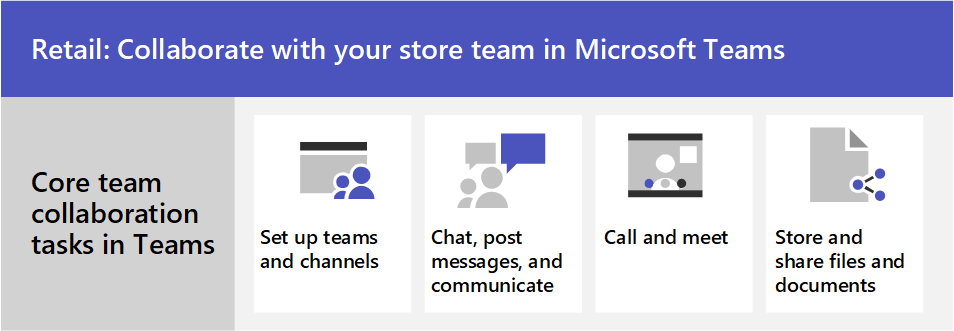 Retail: Collaborate with your store team in Microsoft Teams
Core team
collaboration
tasks in Teams
Set up teams
and channels
Chat, post
messages, and
communicate
Call and meet
Store and
share files and
documents